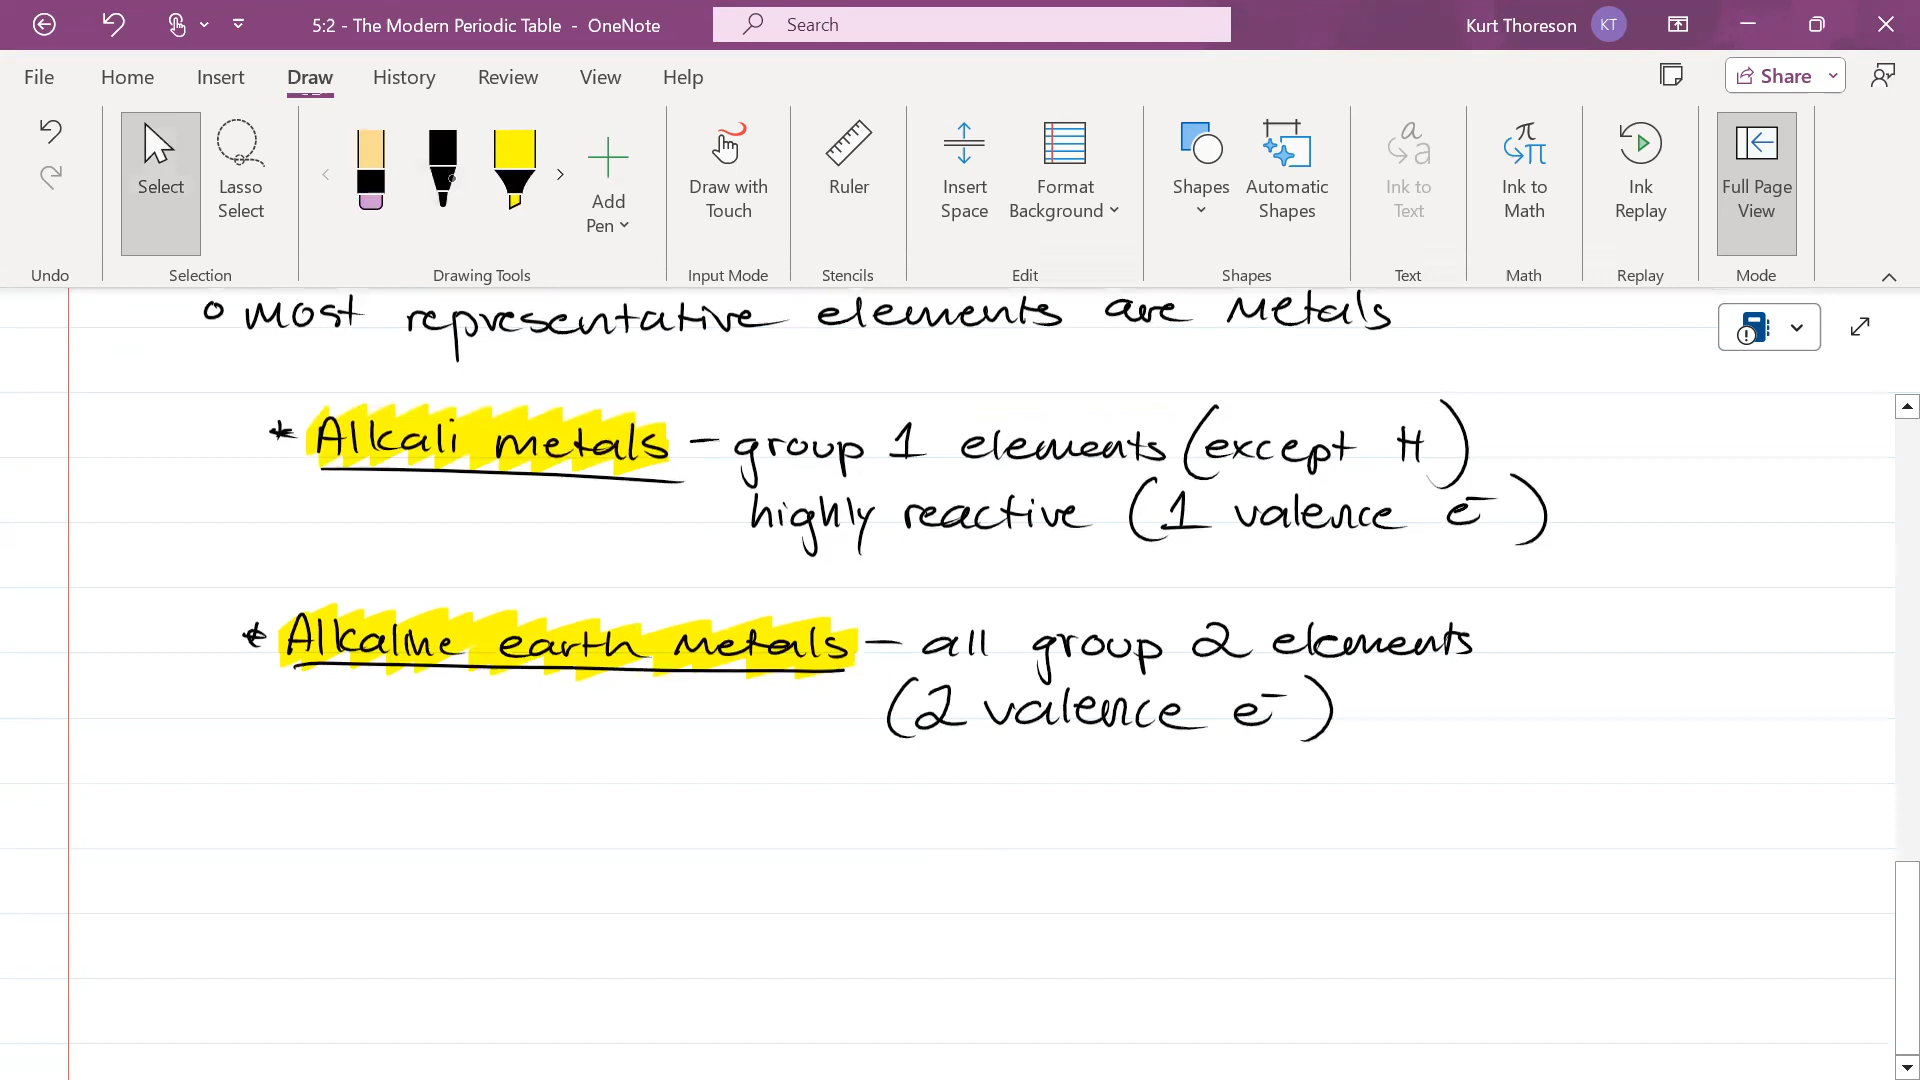 5:2 - The Modern Periodic Table - OneNote
Search
Kurt Thoreson KT
File Home Insert Draw History Review View Help
Share
Select
Lasso Select
Add Pen
Draw with Touch
Ruler
Insert Space
Format Background
Shapes
Automatic Shapes
Ink to Text
Ink to Math
Ink Replay
Full Page View
Undo Selection Drawing Tools Input Mode Stencils Edit Shapes Text Math Replay Mode
o most representative elements are metals
* Alkali metals - group 1 elements (except H)
highly reactive (1 valence e⁻)
* Alkaline earth metals - all group 2 elements
(2 valence e⁻)